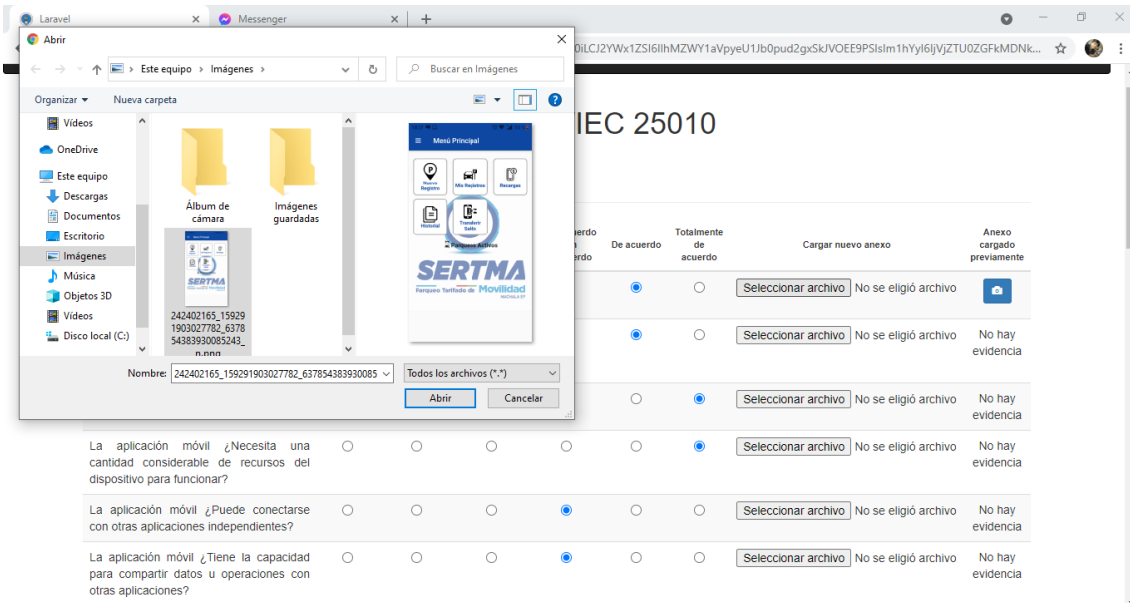 Laravel
Messenger
Abrir
0iLCJ2YWx1ZSI6IlhMZWY1aVpyeU1Jb0pud2gxSkJVOEE9PSIsIm1hYyI6IjVjZTU0ZGFkMDNk...
Este equipo > Imágenes >
Buscar en Imágenes
Organizar
Nueva carpeta
Vídeos
OneDrive
Este equipo
Descargas
Documentos
Escritorio
Imágenes
Música
Objetos 3D
Vídeos
Disco local (C:)
Álbum de
cámara
Imágenes
guardadas
242402165_15929
1903027782_6378
54383930085243_
n.png
Menú Principal
Nuevo
Registro
Mis Registros
Recargas
Historial
Transferir
Saldo
Parqueos Activos
SERTMA
Parqueo Tarifado de Movilidad
MACHALA EP
Nombre:
242402165_159291903027782_637854383930085
Todos los archivos (*.*)
Abrir
Cancelar
IEC 25010
De acuerdo
Totalmente
de
acuerdo
Cargar nuevo anexo
Anexo
cargado
previamente
Seleccionar archivo No se eligió archivo
Seleccionar archivo No se eligió archivo
No hay
evidencia
Seleccionar archivo No se eligió archivo
No hay
evidencia
La aplicación móvil ¿Necesita una
cantidad considerable de recursos del
dispositivo para funcionar?
Seleccionar archivo No se eligió archivo
No hay
evidencia
La aplicación móvil ¿Puede conectarse
con otras aplicaciones independientes?
Seleccionar archivo No se eligió archivo
No hay
evidencia
La aplicación móvil ¿Tiene la capacidad
para compartir datos u operaciones con
otras aplicaciones?
Seleccionar archivo No se eligió archivo
No hay
evidencia